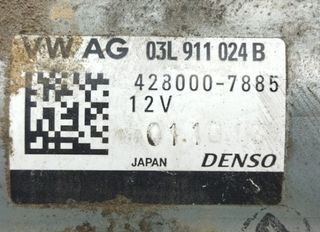 VW AG 03L 911 024 B
428000-7885
12V
JAPAN DENSO